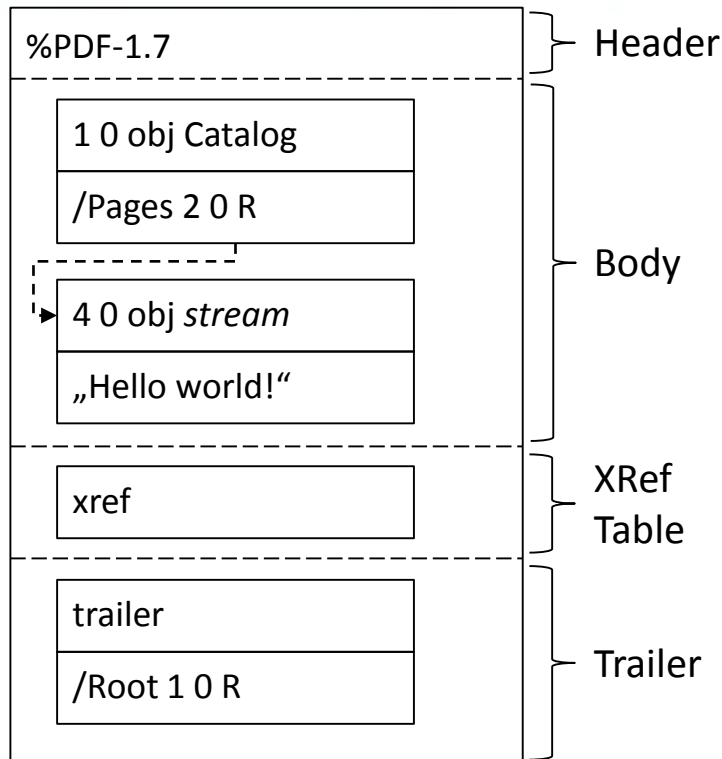 %PDF-1.7
Header
1 0 obj Catalog
/Pages 2 0 R
Body
4 0 obj stream
„Hello world!“
xref
XRef
Table
trailer
/Root 1 0 R
Trailer